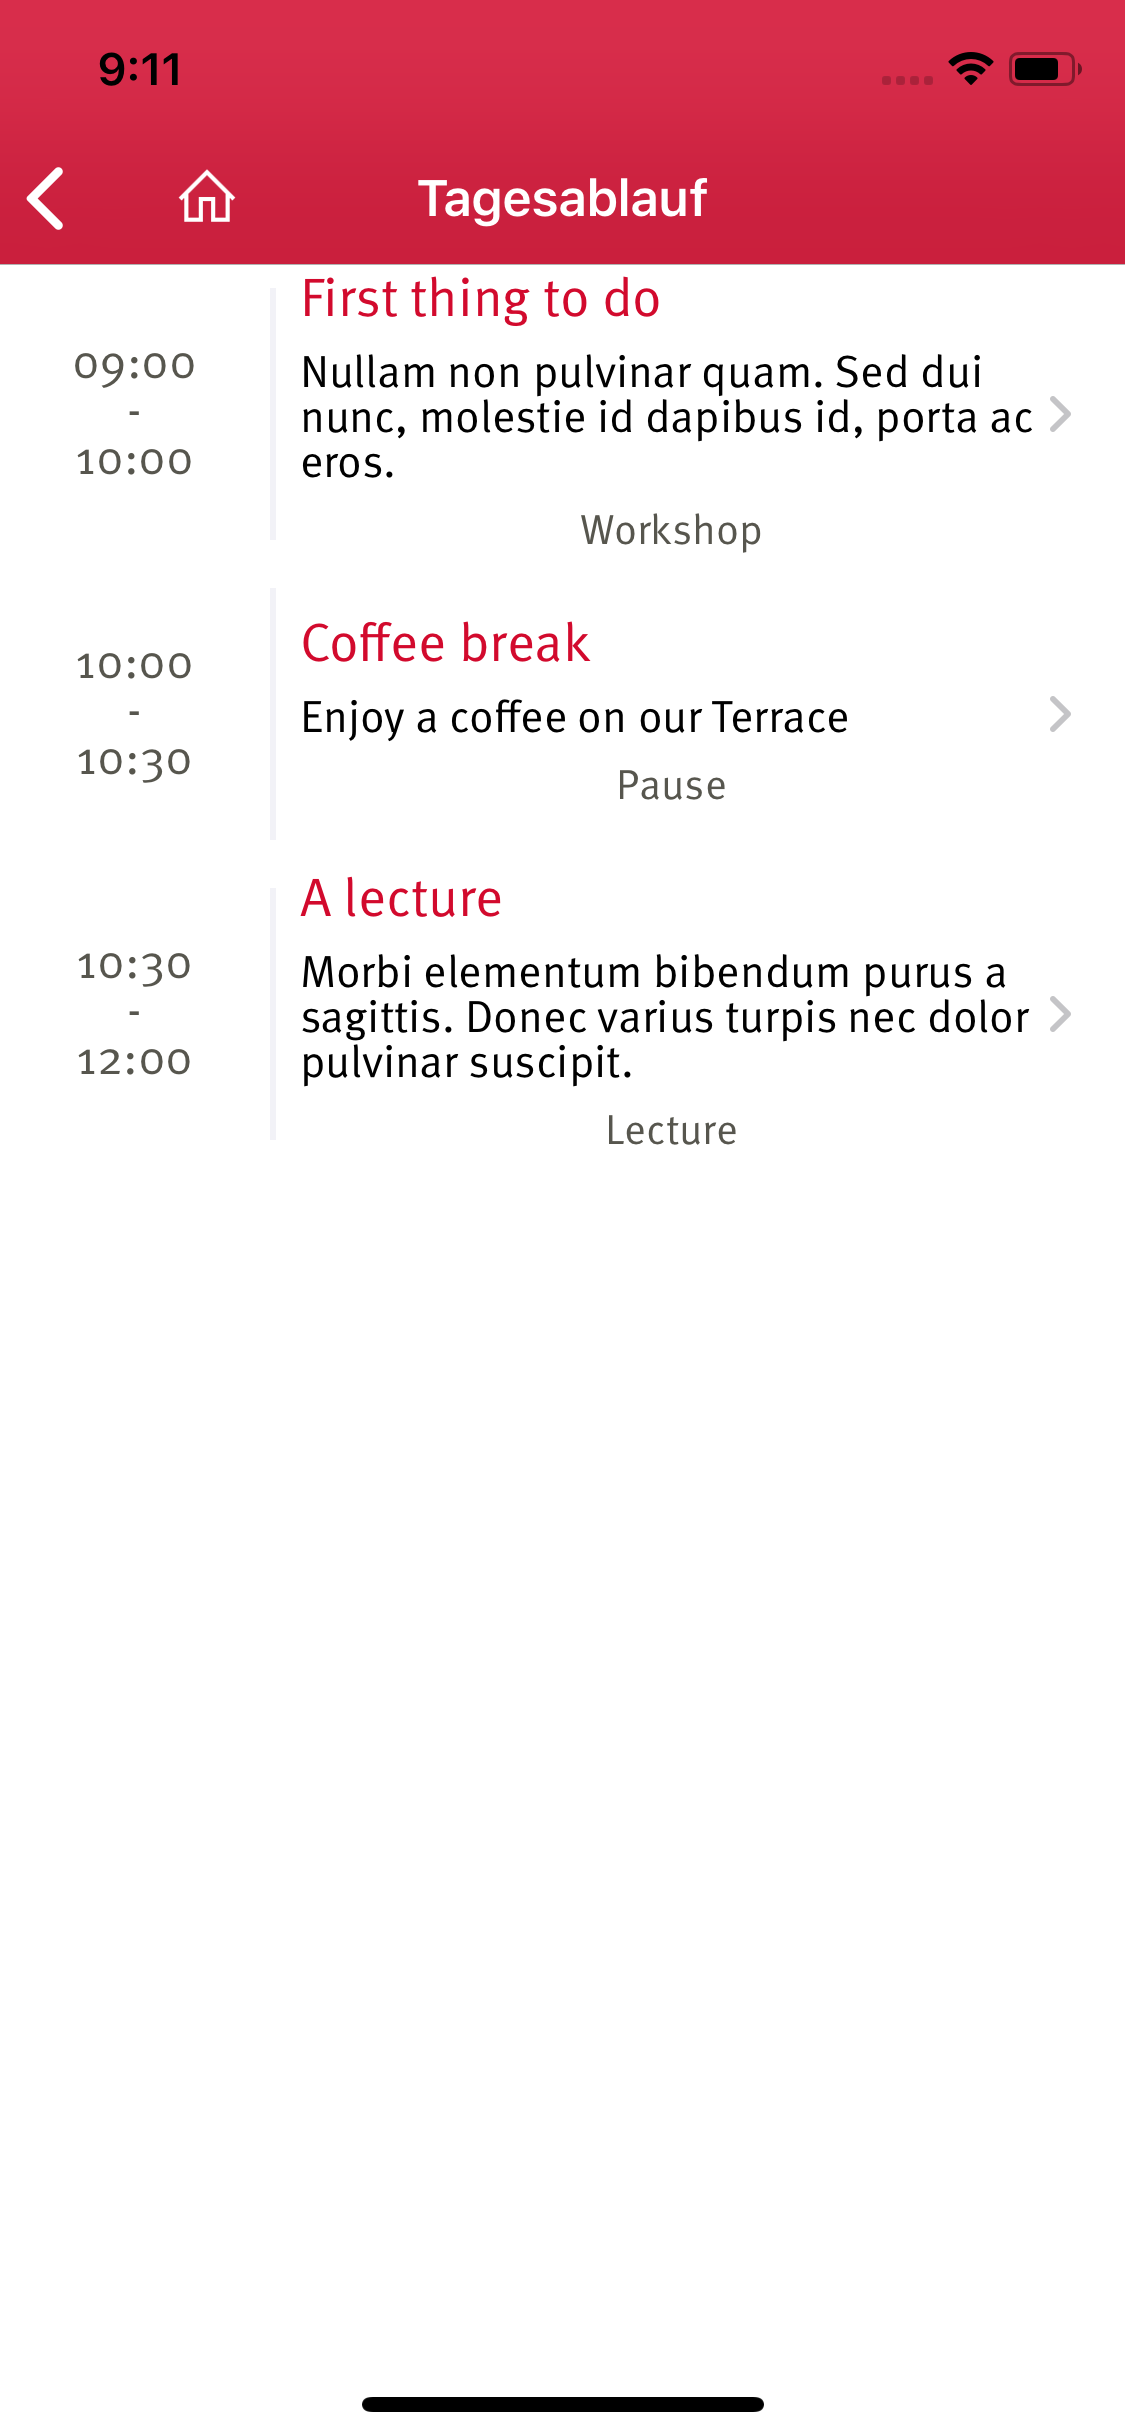 9:11
Tagesablauf
09:00
-
10:00
First thing to do
Nullam non pulvinar quam. Sed dui
nunc, molestie id dapibus id, porta ac
eros.
Workshop
10:00
-
10:30
Coffee break
Enjoy a coffee on our Terrace
Pause
10:30
-
12:00
A lecture
Morbi elementum bibendum purus a
sagittis. Donec varius turpis nec dolor
pulvinar suscipit.
Lecture